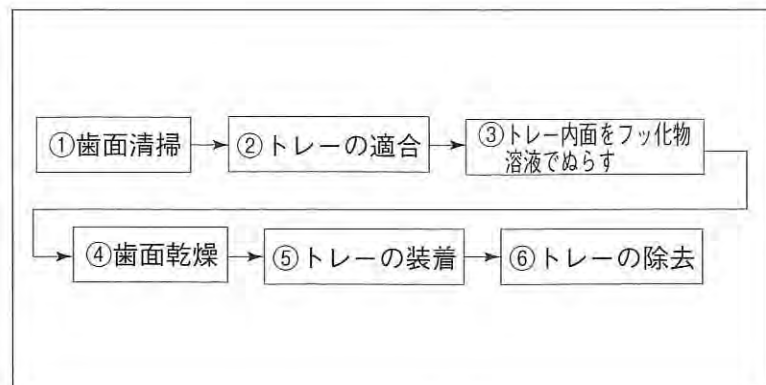 ①歯面清掃
②トレーの適合
③トレー内面をフッ化物
溶液でぬらす
④歯面乾燥
⑤トレーの装着
⑥トレーの除去